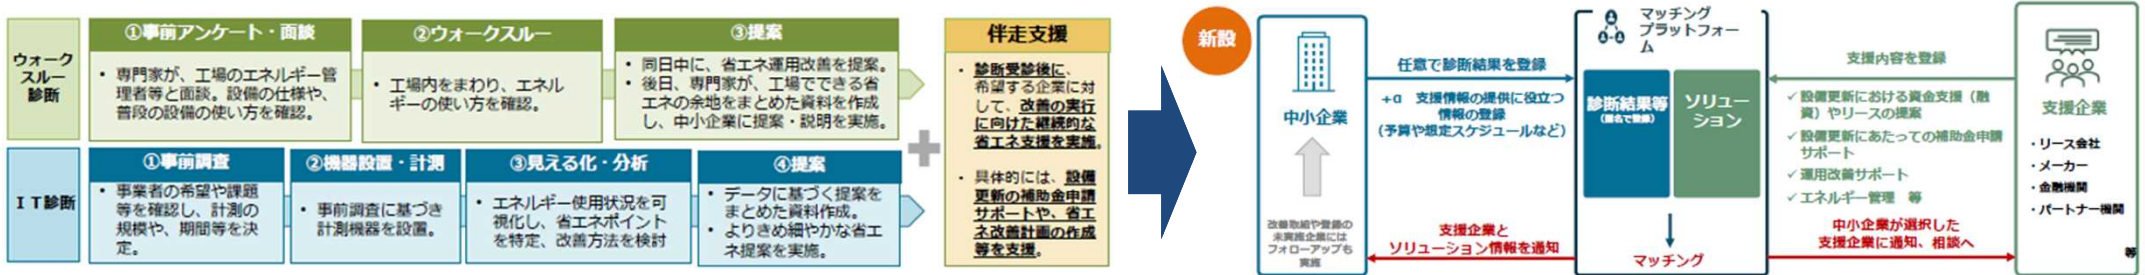 ウォーク
スルー
診断
①事前アンケート・面談
・ 専門家が、工場のエネルギー管
理者等と面談。設備の仕様や、
普段の設備の使い方を確認。
②ウォークスルー
・ 工場内をまわり、エネル
ギーの使い方を確認。
③提案
・ 同日中に、省エネ運用改善を提案。
・ 後日、専門家が、工場でできる省
エネの余地をまとめた資料を作成
し、中小企業に提案・説明を実施。
ＩＴ診断
①事前調査
・ 事業者の希望や課題
等を確認し、計測の
規模や、期間等を決
定。
②機器設置・計測
・ 事前調査に基づき
計測機器を設置。
③見える化・分析
・ エネルギー使用状況を可
視化し、省エネポイント
を特定、改善方法を検討
④提案
・ データに基づく提案を
まとめた資料作成。
・ よりきめ細やかな省エ
ネ提案を実施。
伴走支援
・ 診断受診後に、
希望する企業に対
して、改善の実行
に向けた継続的な
省エネ支援を実施。
・ 具体的には、設備
更新の補助金申請
サポートや、省エ
ネ改善計画の作成
等を支援。
新設
中小企業
改善取組や登録の
未実施企業には
フォローアップも
実施
任意で診断結果を登録
+α 支援情報の提供に役立つ
情報の登録
（予算や想定スケジュールなど）
支援企業と
ソリューション情報を通知
マッチング
プラットフォー
ム
診断結果等
（匿名で登録）
ソリュー
ション
マッチング
支援内容を登録
✓設備更新における資金支援（融
資）やリースの提案
✓設備更新にあたっての補助金申請
サポート
✓運用改善サポート
✓エネルギー管理 等
中小企業が選択した
支援企業に通知、相談へ
支援企業
・リース会社
・メーカー
・金融機関
・パートナー機関
等